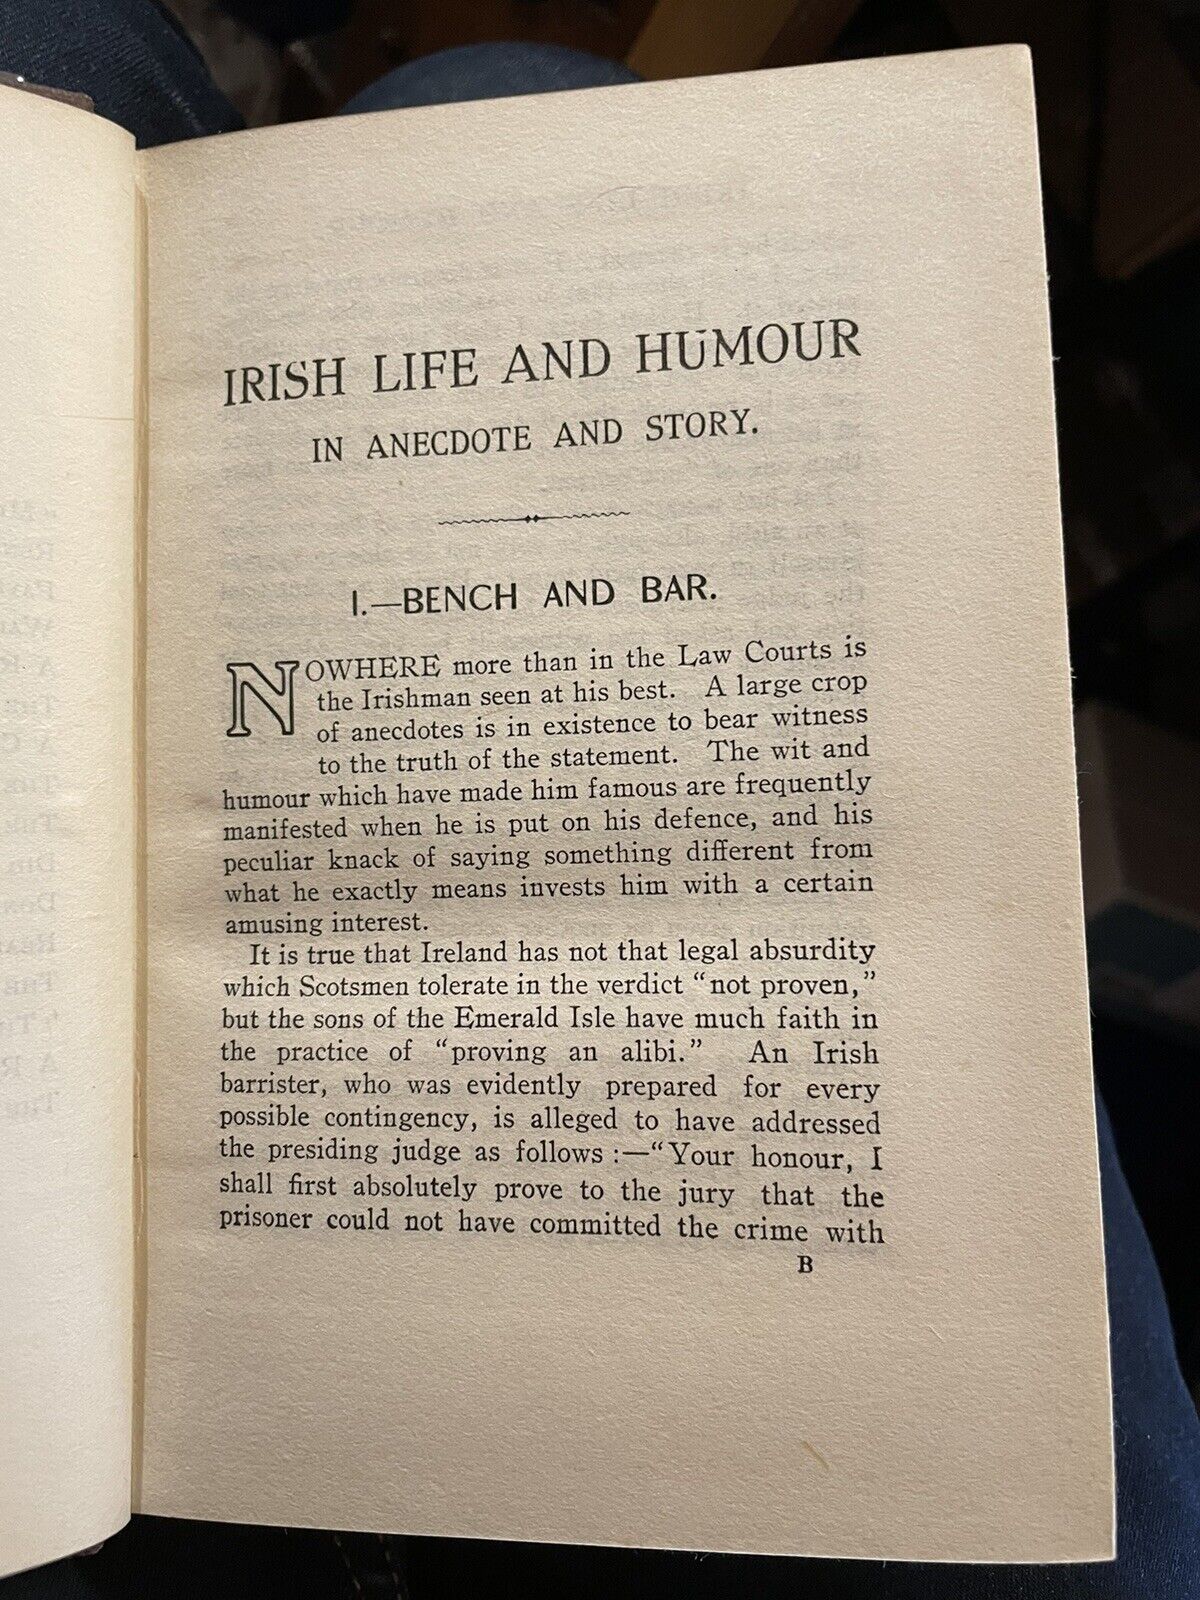 IRISH LIFE AND HUMOUR
IN ANECDOTE AND STORY.
I.—BENCH AND BAR.
NOWHERE more than in the Law Courts is
the Irishman seen at his best. A large crop
of anecdotes is in existence to bear witness
to the truth of the statement. The wit and
humour which have made him famous are frequently
manifested when he is put on his defence, and his
peculiar knack of saying something different from
what he exactly means invests him with a certain
amusing interest.
It is true that Ireland has not that legal absurdity
which Scotsmen tolerate in the verdict "not proven,"
but the sons of the Emerald Isle have much faith in
the practice of "proving an alibi." An Irish
barrister, who was evidently prepared for every
possible contingency, is alleged to have addressed
the presiding judge as follows :—"Your honour, I
shall first absolutely prove to the jury that the
prisoner could not have committed the crime with
B